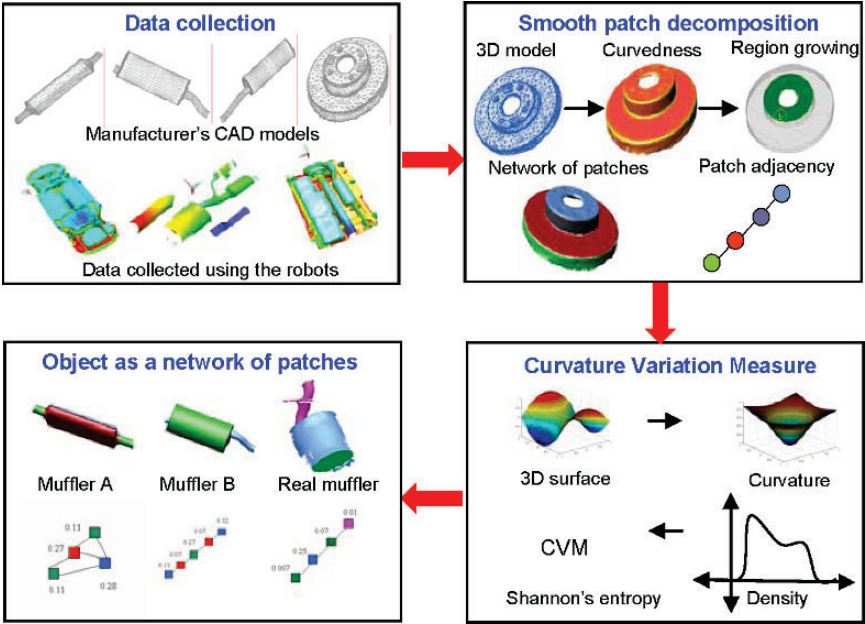 Data collection
Manufacturer's CAD models
Data collected using the robots
Smooth patch decomposition
3D model
Curvedness
Region growing
Network of patches
Patch adjacency
Object as a network of patches
Muffler A
Muffler B
Real muffler
0.11
0.27
0.11
0.28
0.12
0.07
0.27
0.07
0.11
0.01
0.07
0.25
0.007
Curvature Variation Measure
3D surface
Curvature
CVM
Shannon's entropy
Density